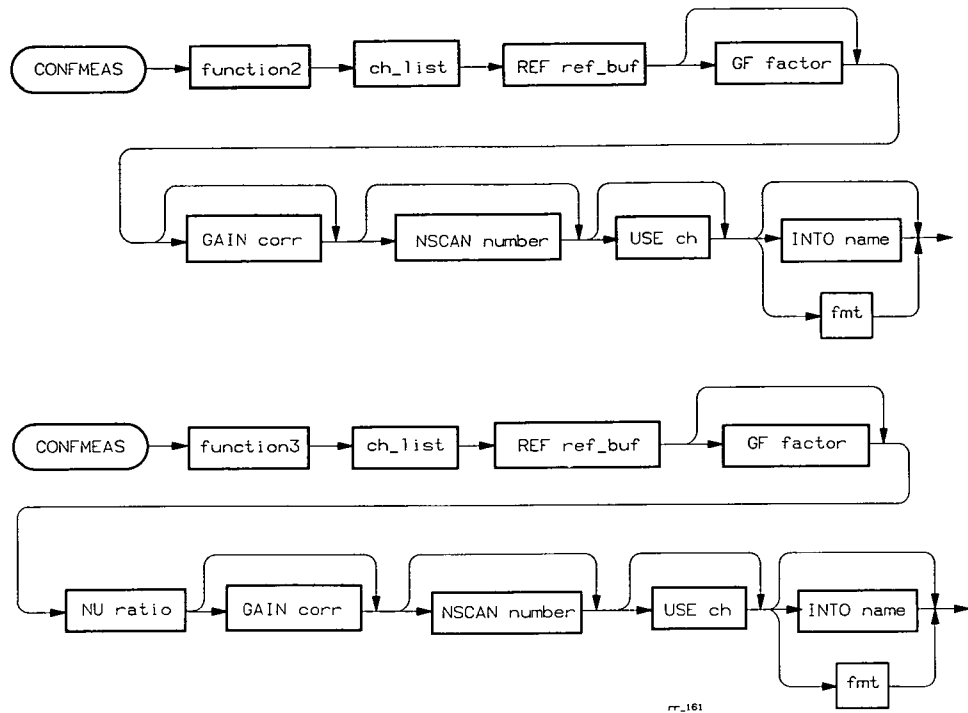 CONFMEAS function2 ch_list REF ref_buf GF factor
GAIN corr NSCAN number USE ch INTO name
fmt
CONFMEAS function3 ch_list REF ref_buf GF factor
NU ratio GAIN corr NSCAN number USE ch INTO name
fmt